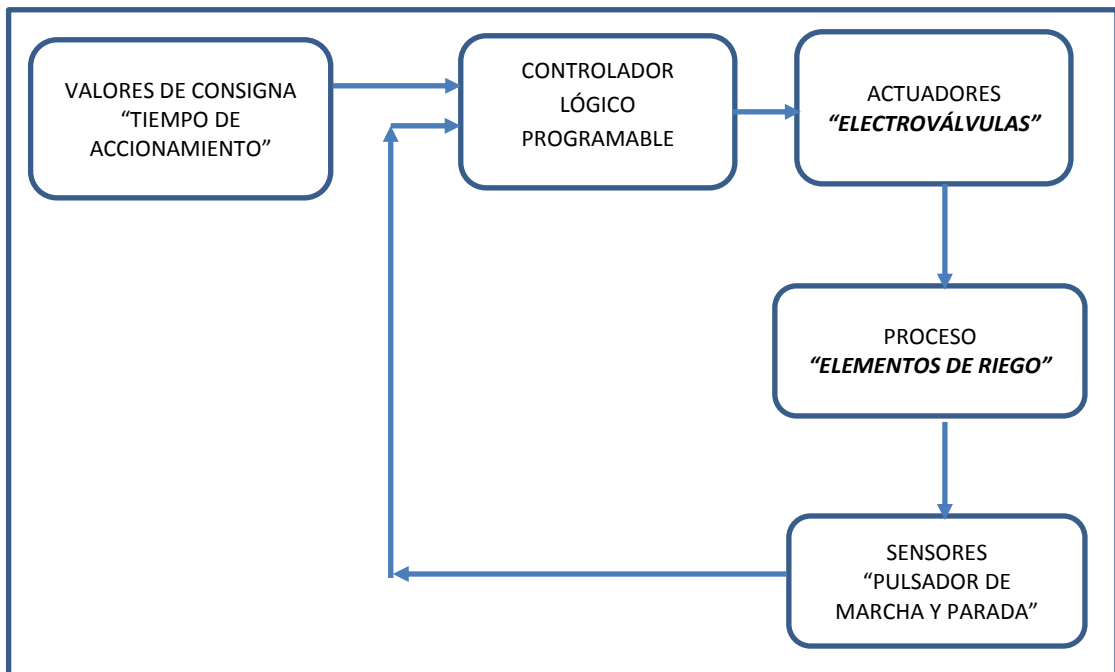 VALORES DE CONSIGNA
“TIEMPO DE
ACCIONAMIENTO”
CONTROLADOR
LÓGICO
PROGRAMABLE
ACTUADORES
“ELECTROVÁLVULAS”
PROCESO
“ELEMENTOS DE RIEGO”
SENSORES
“PULSADOR DE
MARCHA Y PARADA”